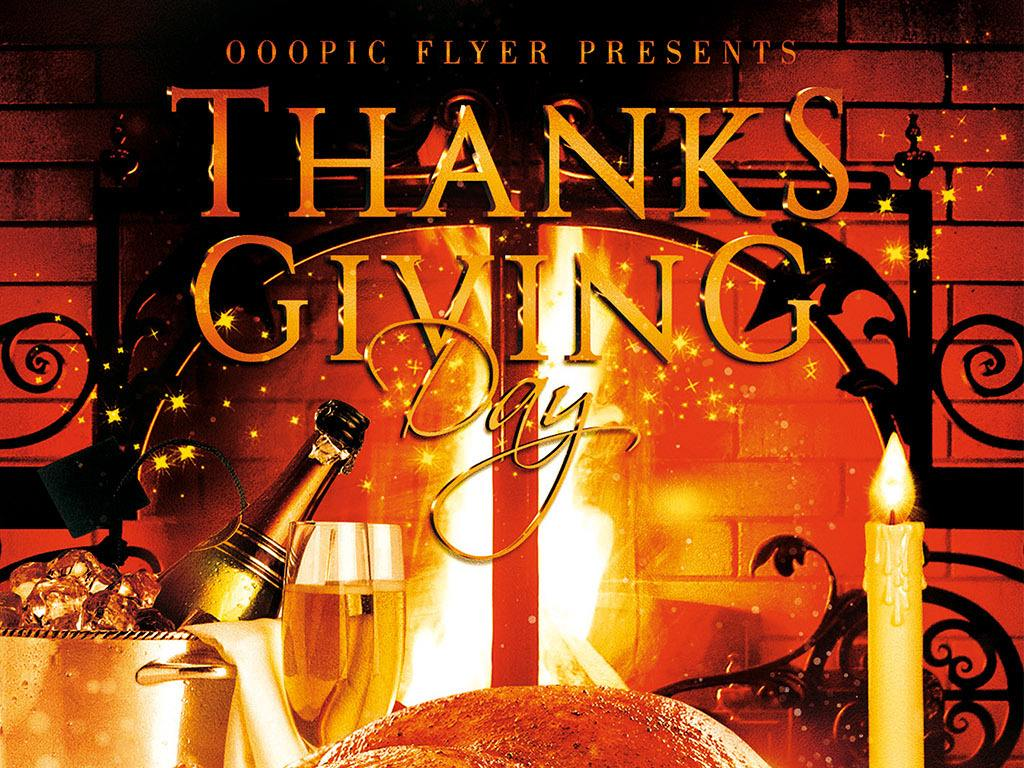 OOOPIC FLYER PRESENTS
THANKS
GIVING
Day